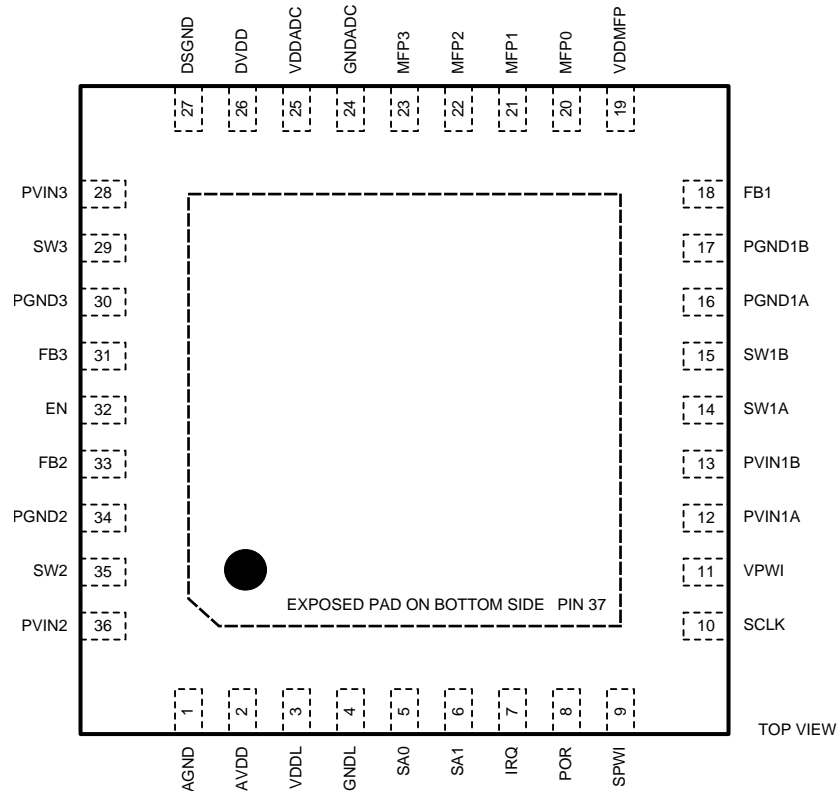 DSGND
DVDD
VDDADC
GNDADC
MFP3
MFP2
MFP1
MFP0
VDDMFP
27
26
25
24
23
22
21
20
19
PVIN3 28
SW3 29
PGND3 30
FB3 31
EN 32
FB2 33
PGND2 34
SW2 35
PVIN2 36
18 FB1
17 PGND1B
16 PGND1A
15 SW1B
14 SW1A
13 PVIN1B
12 PVIN1A
11 VPWI
10 SCLK
EXPOSED PAD ON BOTTOM SIDE PIN 37
1
2
3
4
5
6
7
8
9
AGND
AVDD
VDDL
GNDL
SA0
SA1
IRQ
POR
SPWI
TOP VIEW